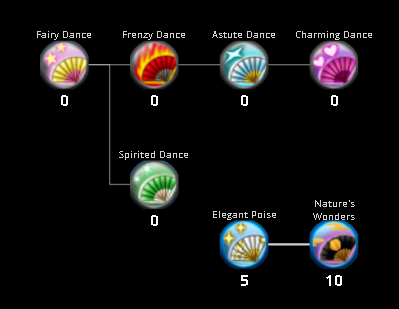 Fairy Dance Frenzy Dance Astute Dance Charming Dance
0 0 0 0
Spirited Dance
0
Elegant Poise Nature's Wonders
5 10